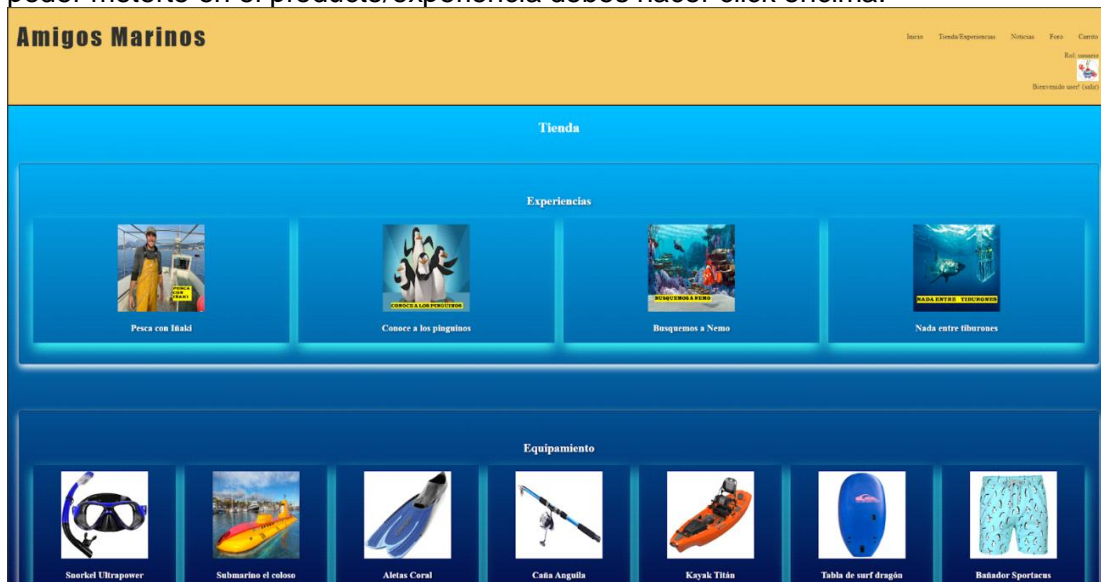 poder meterlo en el producto/experiencia debes hacer click encima.
Amigos Marinos
Inicio Tienda/Experiencias Noticias Foro Carrito
Rol: usuario
Bienvenido user! (salir)
Tienda
Experiencias
PESCA
CON
IÑAKI
CONOCE A LOS PINGÜINOS
BUSQUEMOS A NEMO
NADA ENTRE TIBURONES
Pesca con Iñaki Conoce a los pinguinos Busquemos a Nemo Nada entre tiburones
Equipamiento
Snorkel Ultrapower Submarino el coloso Aletas Coral Caña Anguila Kayak Titán Tabla de surf dragón Bañador Sportacus